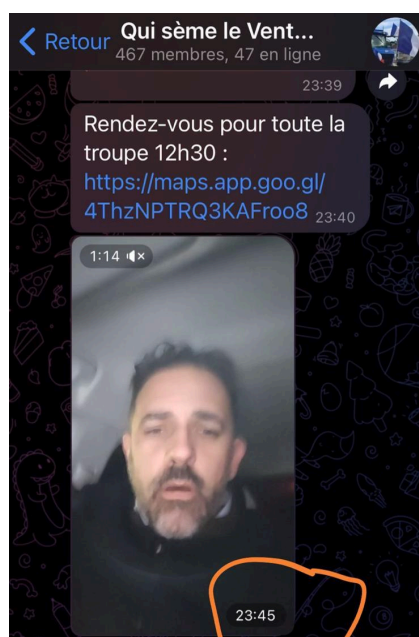 Retour
Qui sème le Vent...
467 membres, 47 en ligne
23:39
Rendez-vous pour toute la
troupe 12h30 :
https://maps.app.goo.gl/
4ThzNPTRQ3KAFroo8 23:40
1:14
23:45